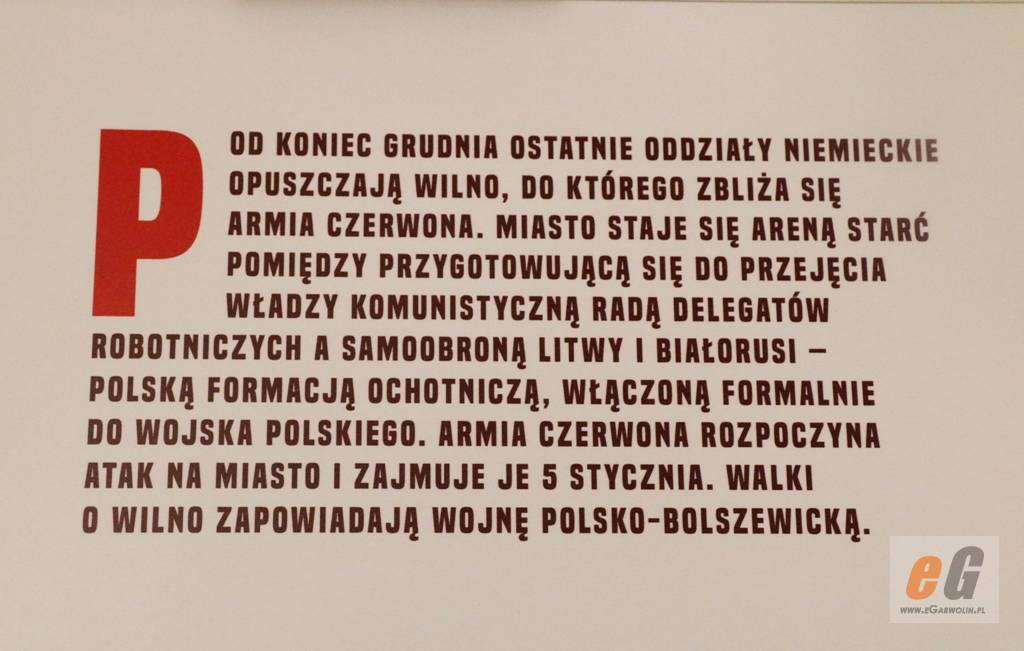 POD KONIEC GRUDNIA OSTATNIE ODDZIAŁY NIEMIECKIE
OPUSZCZAJĄ WILNO, DO KTÓREGO ZBLIŻA SIĘ
ARMIA CZERWONA. MIASTO STAJE SIĘ ARENĄ STARĆ
POMIĘDZY PRZYGOTOWUJĄCĄ SIĘ DO PRZEJĘCIA
WŁADZY KOMUNISTYCZNĄ RADĄ DELEGATÓW
ROBOTNICZYCH A SAMOOBRONĄ LITWY I BIAŁORUSI –
POLSKĄ FORMACJĄ OCHOTNICZĄ, WŁĄCZONĄ FORMALNIE
DO WOJSKA POLSKIEGO. ARMIA CZERWONA ROZPOCZYNA
ATAK NA MIASTO I ZAJMUJE JE 5 STYCZNIA. WALKI
O WILNO ZAPOWIADAJĄ WOJNĘ POLSKO-BOLSZEWICKĄ.
eG
www.eGarwolin.pl